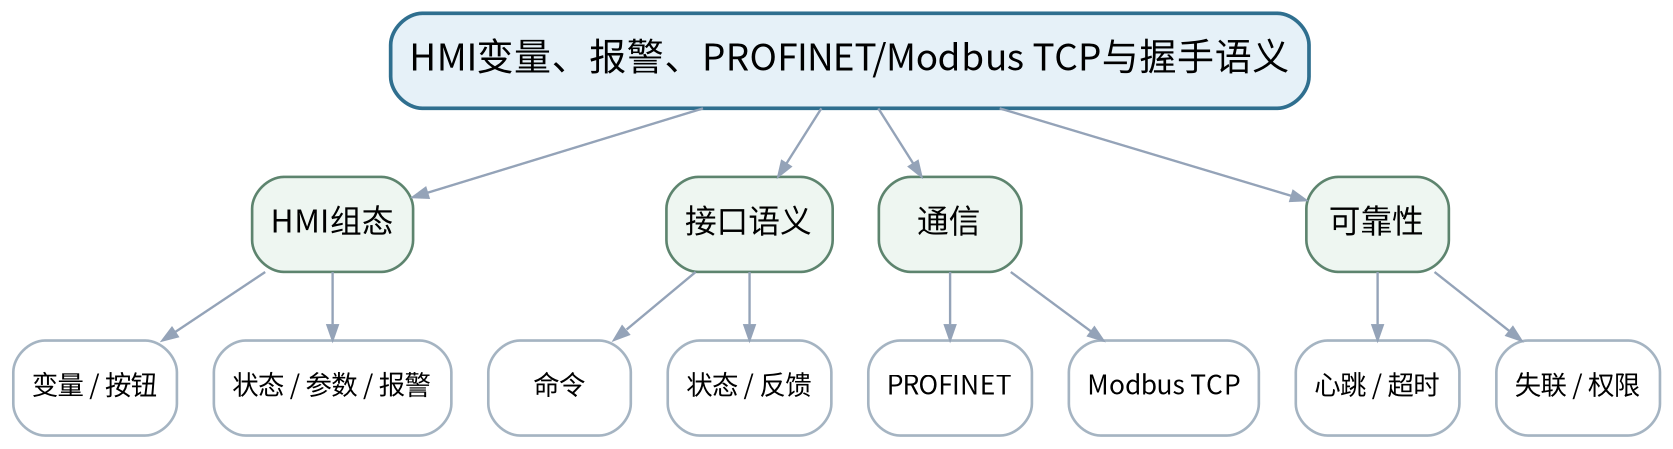 HMI变量、报警、PROFINET/Modbus TCP与握手语义
HMI组态
接口语义
通信
可靠性
变量 / 按钮
状态 / 参数 / 报警
命令
状态 / 反馈
PROFINET
Modbus TCP
心跳 / 超时
失联 / 权限